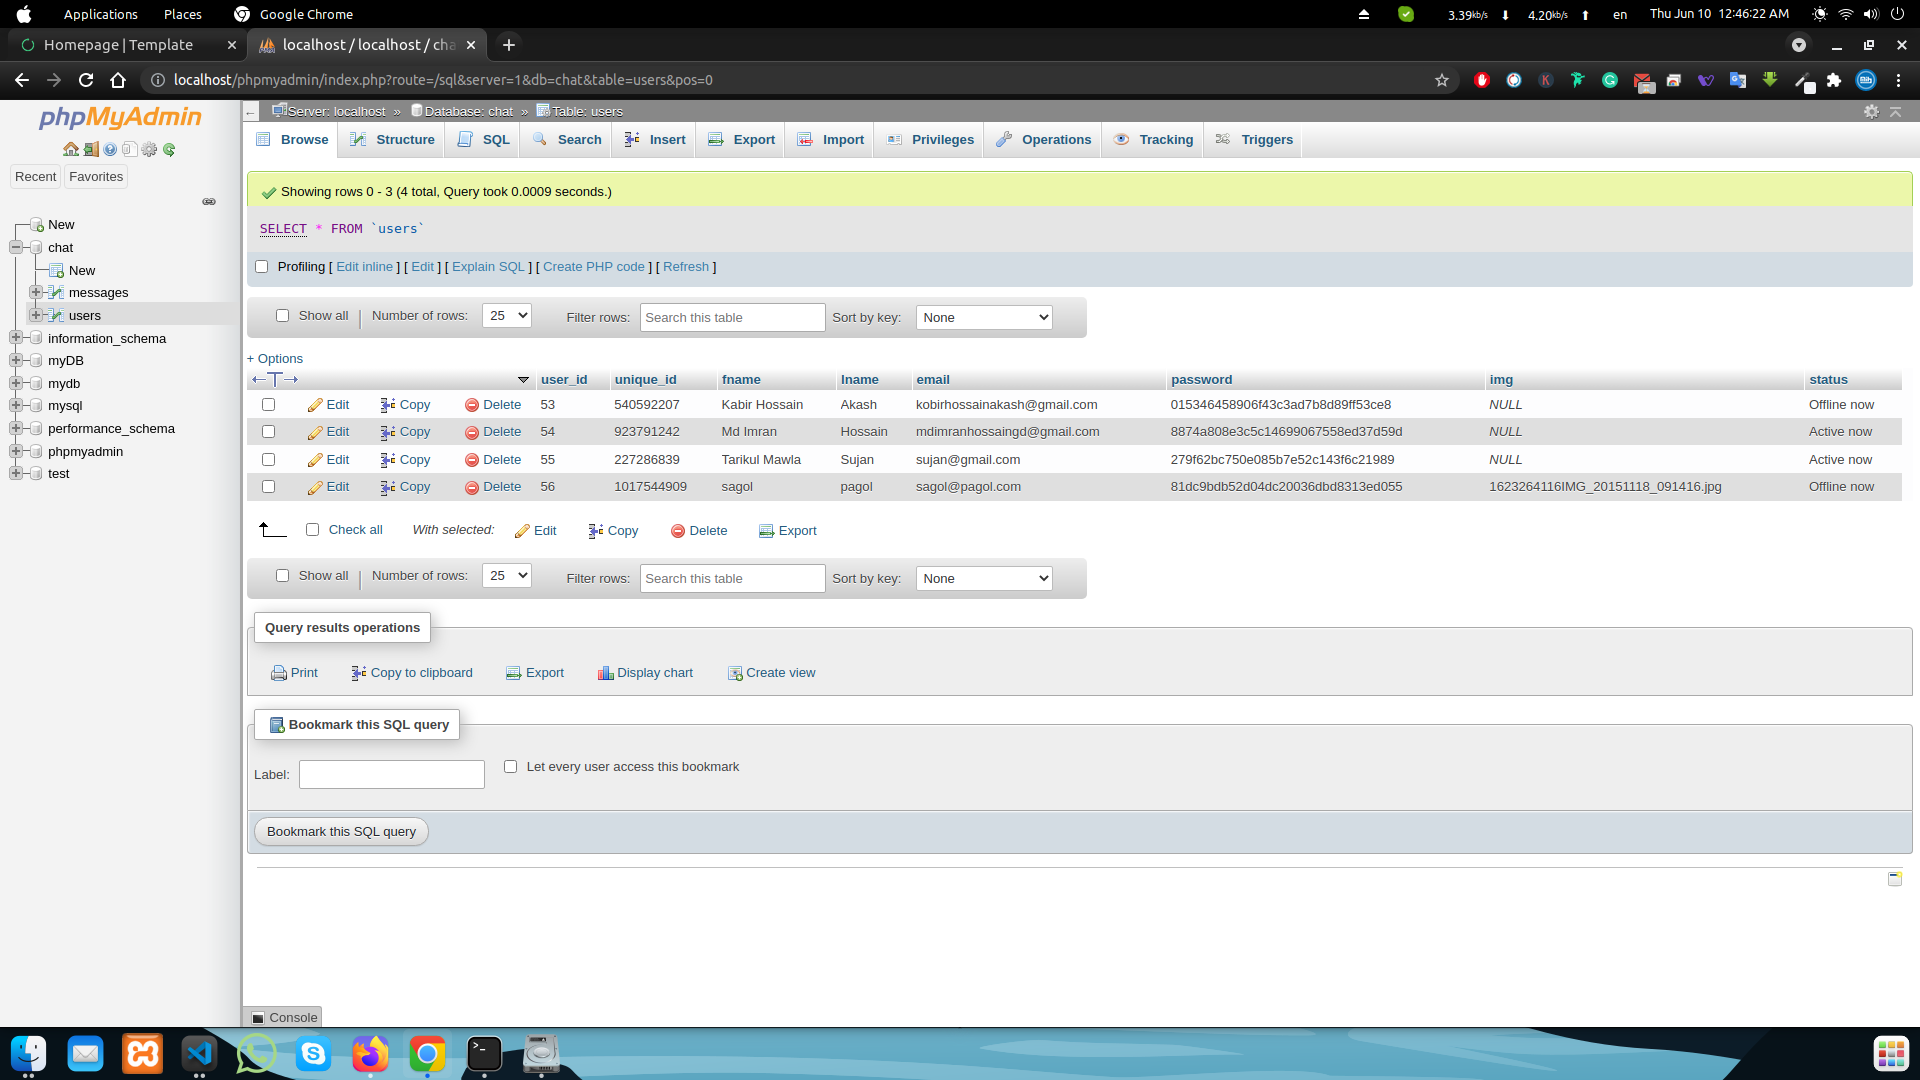 Applications Places Google Chrome 3.39kb/s 4.20kb/s en Thu Jun 10 12:46:22 AM
Homepage | Template localhost / localhost / cha
localhost/phpmyadmin/index.php?route=/sql&server=1&db=chat&table=users&pos=0
phpMyAdmin
Recent Favorites
New
chat
New
messages
users
information_schema
myDB
mydb
mysql
performance_schema
phpmyadmin
test
Server: localhost » Database: chat » Table: users
Browse Structure SQL Search Insert Export Import Privileges Operations Tracking Triggers
Showing rows 0 - 3 (4 total, Query took 0.0009 seconds.)
SELECT * FROM `users`
Profiling [ Edit inline ] [ Edit ] [ Explain SQL ] [ Create PHP code ] [ Refresh ]
Show all Number of rows: 25 Filter rows: Search this table Sort by key: None
+ Options
user_id unique_id fname lname email password img status
Edit Copy Delete 53 540592207 Kabir Hossain Akash kobirhossainakash@gmail.com 015346458906f43c3ad7b8d89ff53ce8 NULL Offline now
Edit Copy Delete 54 923791242 Md Imran Hossain mdimranhossaingd@gmail.com 8874a808e3c5c14699067558ed37d59d NULL Active now
Edit Copy Delete 55 227286839 Tarikul Mawla Sujan sujan@gmail.com 279f62bc750e085b7e52c143f6c21989 NULL Active now
Edit Copy Delete 56 1017544909 sagol pagol sagol@pagol.com 81dc9bdb52d04dc20036dbd8313ed055 1623264116IMG_20151118_091416.jpg Offline now
Check all With selected: Edit Copy Delete Export
Show all Number of rows: 25 Filter rows: Search this table Sort by key: None
Query results operations
Print Copy to clipboard Export Display chart Create view
Bookmark this SQL query
Label: Let every user access this bookmark
Bookmark this SQL query
Console